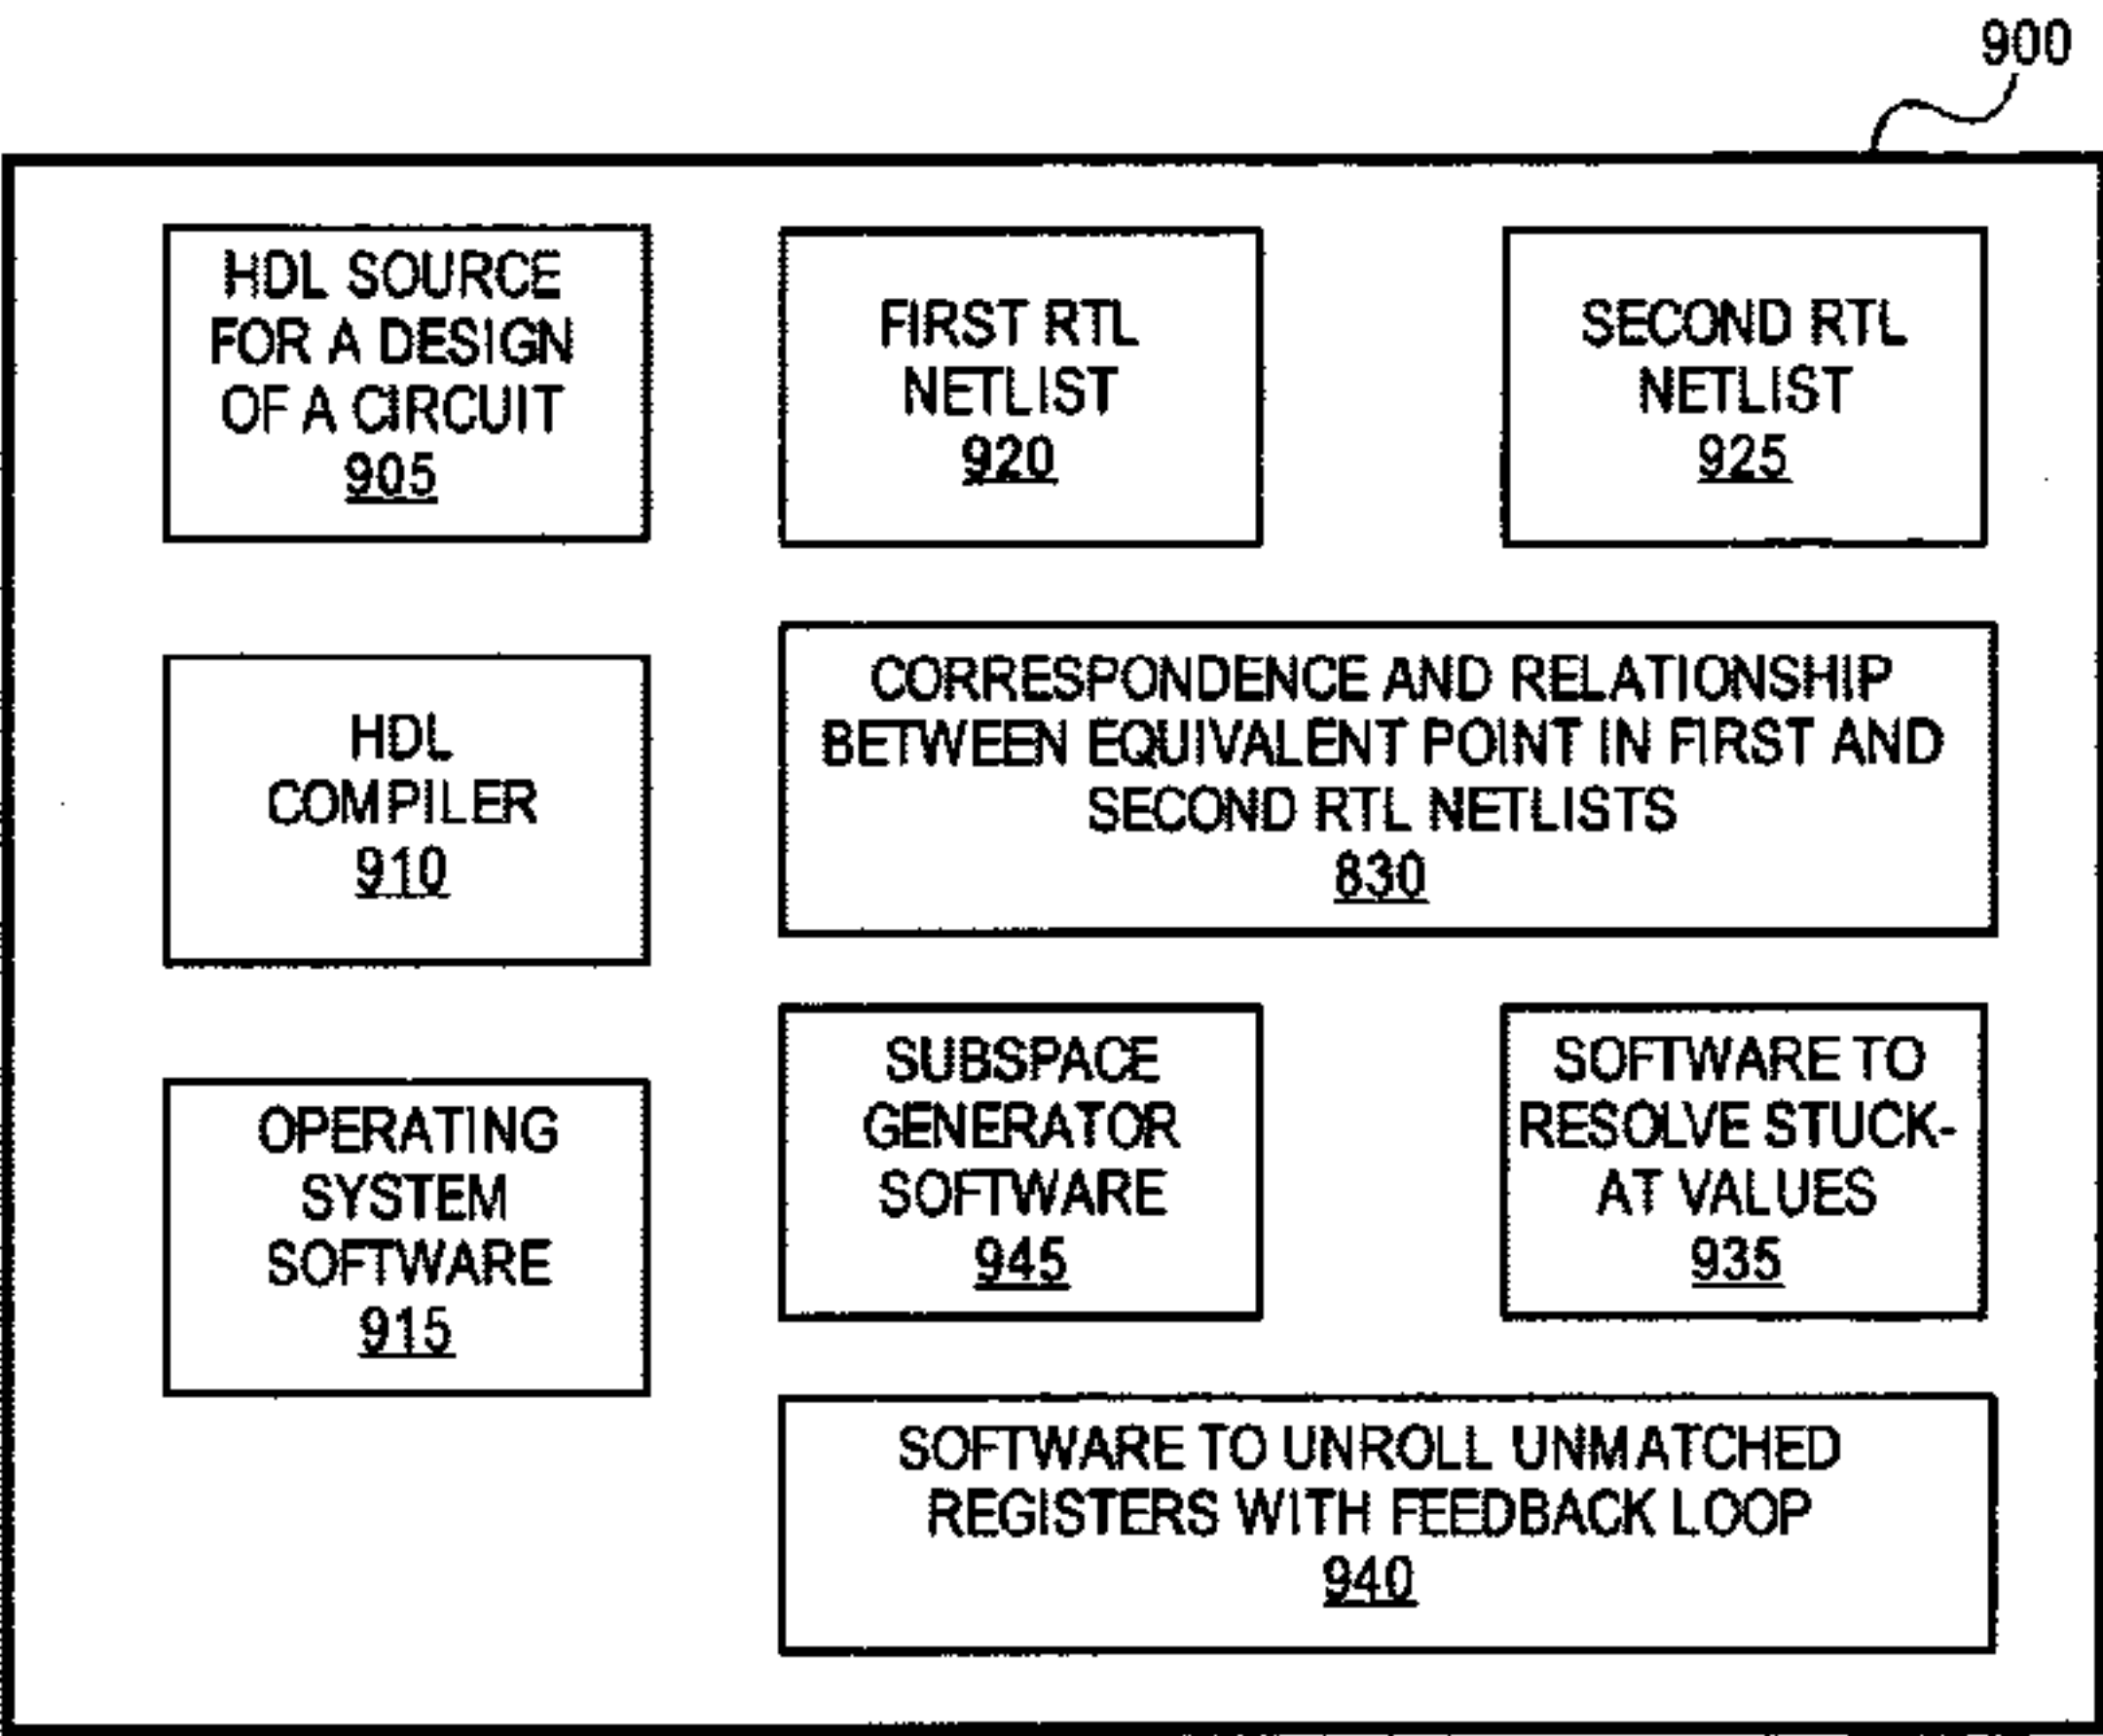 900
HDL SOURCE
FOR A DESIGN
OF A CIRCUIT
905
FIRST RTL
NETLIST
920
SECOND RTL
NETLIST
925
HDL
COMPILER
910
CORRESPONDENCE AND RELATIONSHIP
BETWEEN EQUIVALENT POINT IN FIRST AND
SECOND RTL NETLISTS
830
OPERATING
SYSTEM
SOFTWARE
915
SUBSPACE
GENERATOR
SOFTWARE
945
SOFTWARE TO
RESOLVE STUCK-
AT VALUES
935
SOFTWARE TO UNROLL UNMATCHED
REGISTERS WITH FEEDBACK LOOP
940